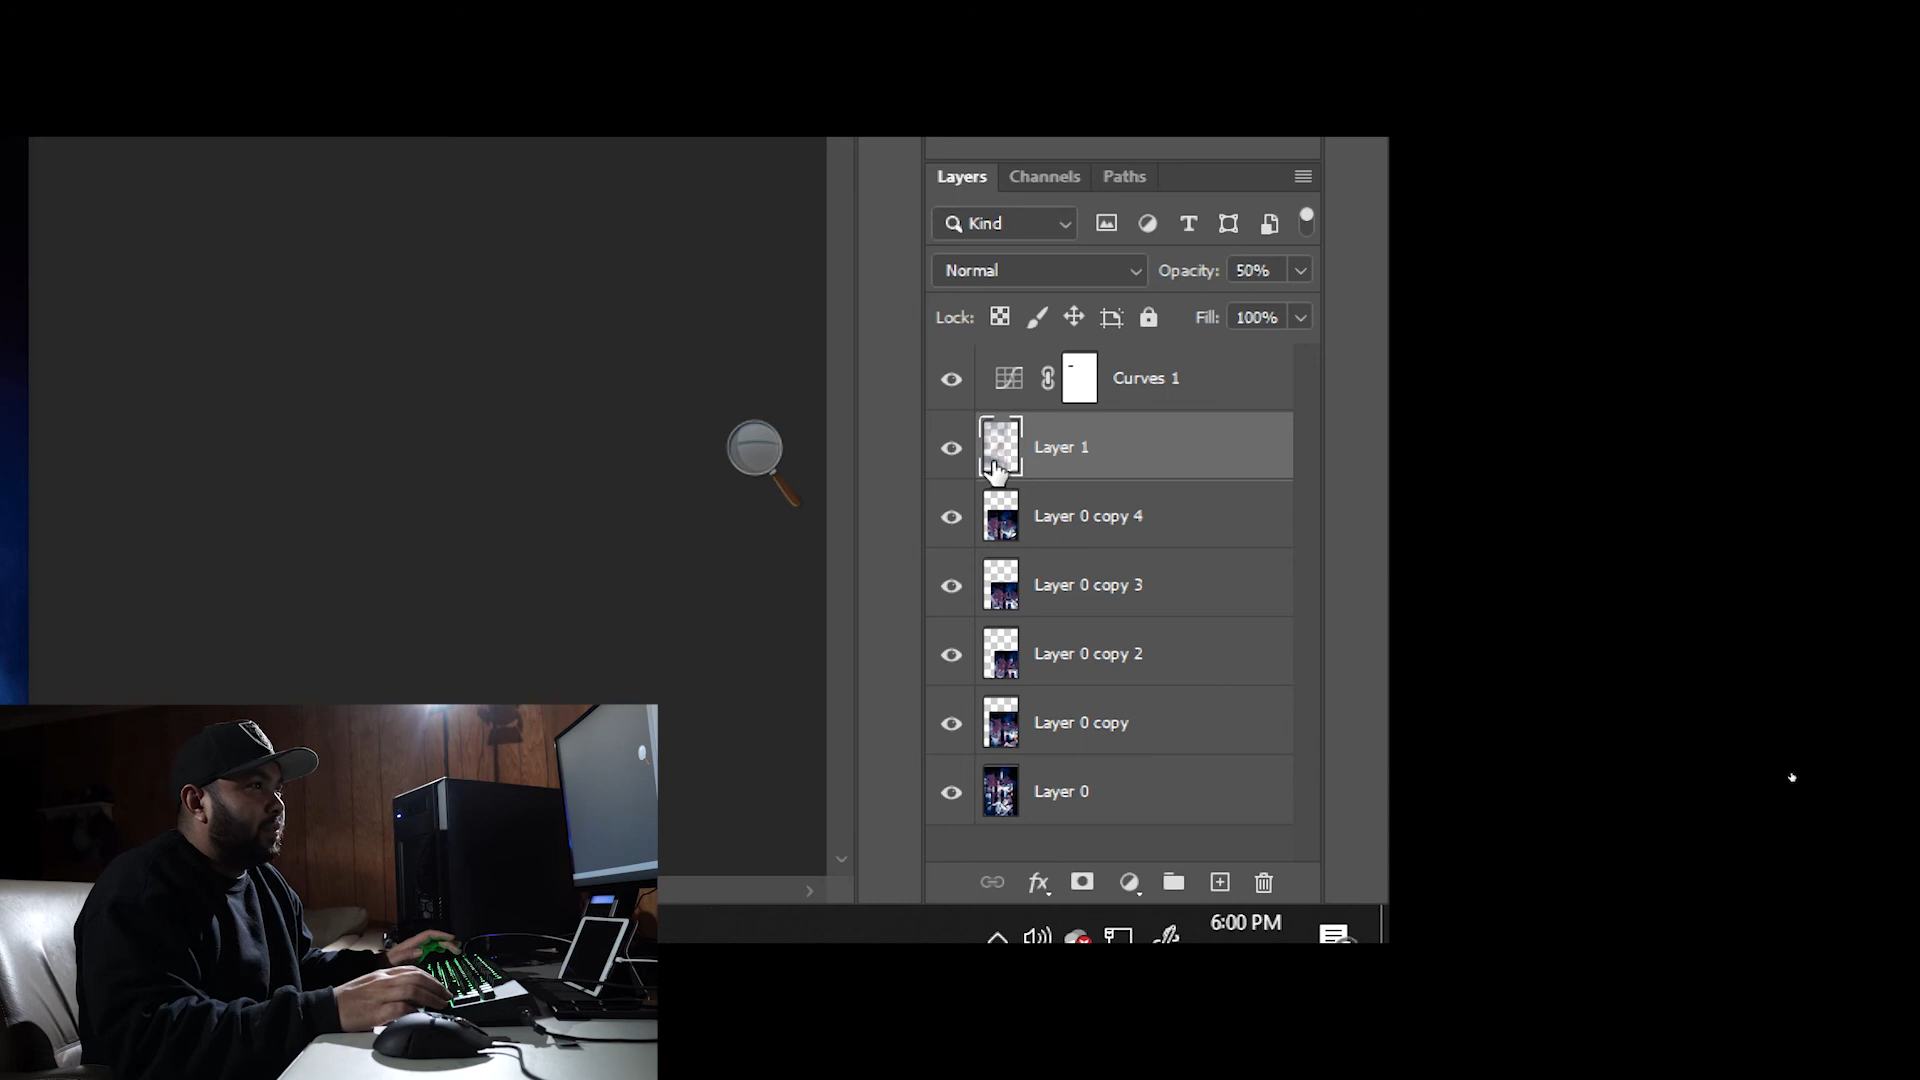 Layers Channels Paths
Kind T
Normal Opacity: 50%
Lock: Fill: 100%
Curves 1
Layer 1
Layer 0 copy 4
Layer 0 copy 3
Layer 0 copy 2
Layer 0 copy
Layer 0
fx
6:00 PM